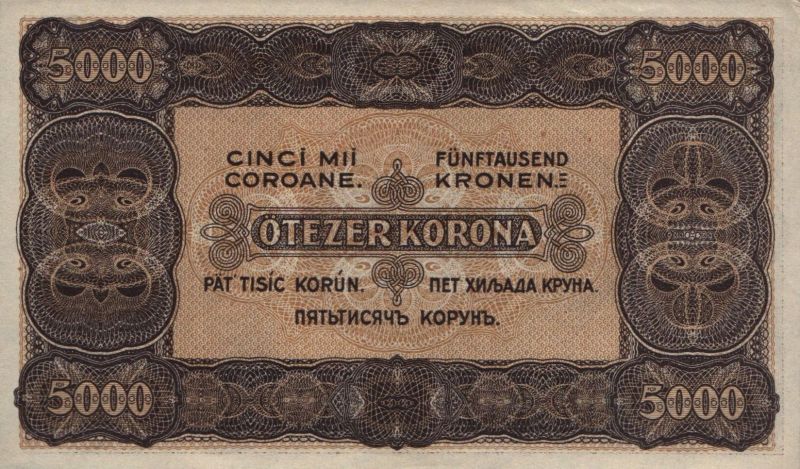 5000 5000
CINCI MII
COROANE.
FÜNFTAUSEND
KRONEN.
ÖTEZER KORONA
PÄT TISÍC KORÚN.
ПЕТ ХИЉАДА КРУНА.
ПЯТЬТИСЯЧЪ КОРУНЪ.
5000 5000